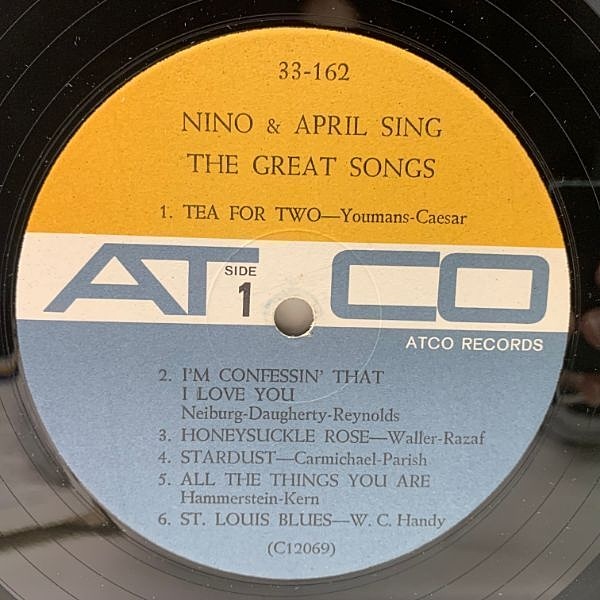 33-162
NINO & APRIL SING
THE GREAT SONGS
1. TEA FOR TWO—Youmans-Caesar
ATCO
SIDE
1
ATCO RECORDS
2. I'M CONFESSIN' THAT
I LOVE YOU
Neiburg-Daugherty-Reynolds
3. HONEYSUCKLE ROSE—Waller-Razaf
4. STARDUST—Carmichael-Parish
5. ALL THE THINGS YOU ARE
Hammerstein-Kern
6. ST. LOUIS BLUES—W. C. Handy
(C12069)